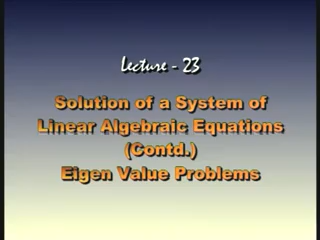 Lecture - 23
Solution of a System of
Linear Algebraic Equations
(Contd.)
Eigen Value Problems